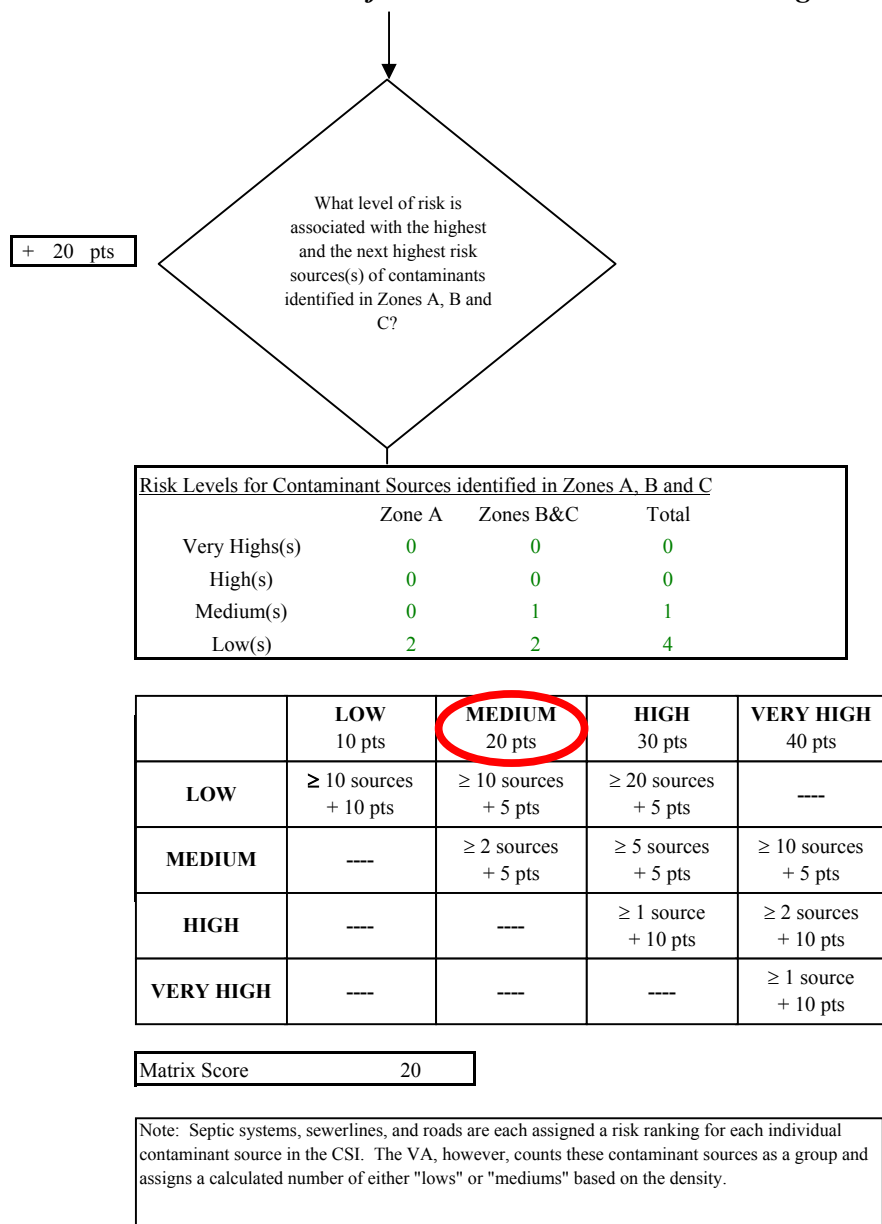 What level of risk is
associated with the highest
and the next highest risk
sources(s) of contaminants
identified in Zones A, B and
C?
+ 20 pts
Risk Levels for Contaminant Sources identified in Zones A, B and C
Zone A Zones B&C Total
Very Highs(s) 0 0 0
High(s) 0 0 0
Medium(s) 0 1 1
Low(s) 2 2 4
LOW MEDIUM HIGH VERY HIGH
10 pts 20 pts 30 pts 40 pts
LOW ≥ 10 sources ≥ 10 sources ≥ 20 sources ----
+ 10 pts + 5 pts + 5 pts
MEDIUM ---- ≥ 2 sources ≥ 5 sources ≥ 10 sources
+ 5 pts + 5 pts + 5 pts
HIGH ---- ---- ≥ 1 source ≥ 2 sources
+ 10 pts + 10 pts
VERY HIGH ---- ---- ---- ≥ 1 source
+ 10 pts
Matrix Score 20
Note: Septic systems, sewerlines, and roads are each assigned a risk ranking for each individual
contaminant source in the CSI. The VA, however, counts these contaminant sources as a group and
assigns a calculated number of either "lows" or "mediums" based on the density.